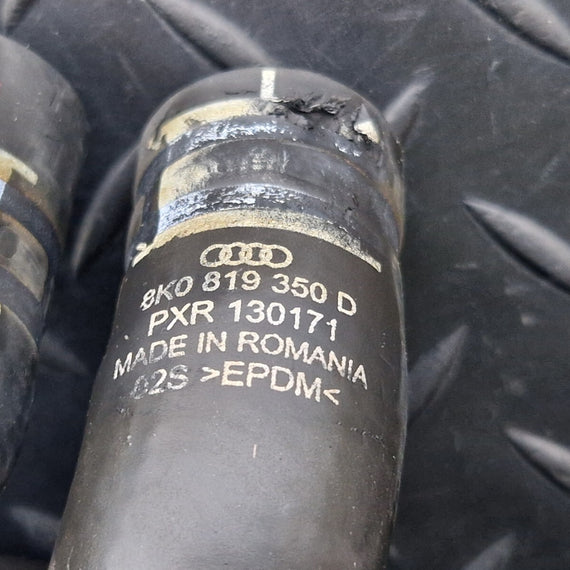 8K0 819 350 D
PXR 130171
MADE IN ROMANIA
02S >EPDM<